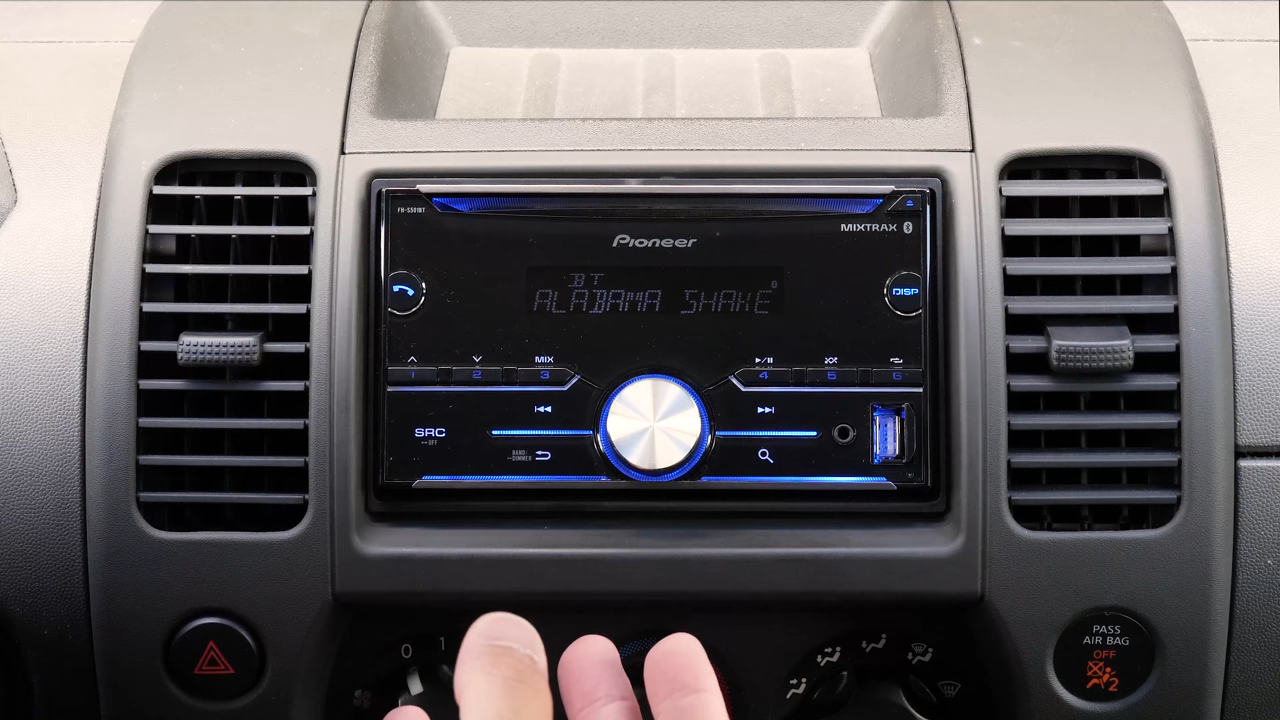 FH-S501BT
MIXTRAX
Pioneer
BT
ALABAMA SHAKE
DISP
MIX
1
2
3
4
5
6
SRC
OFF
BAND/
DIMMER
PASS
AIR BAG
OFF
2
0
1